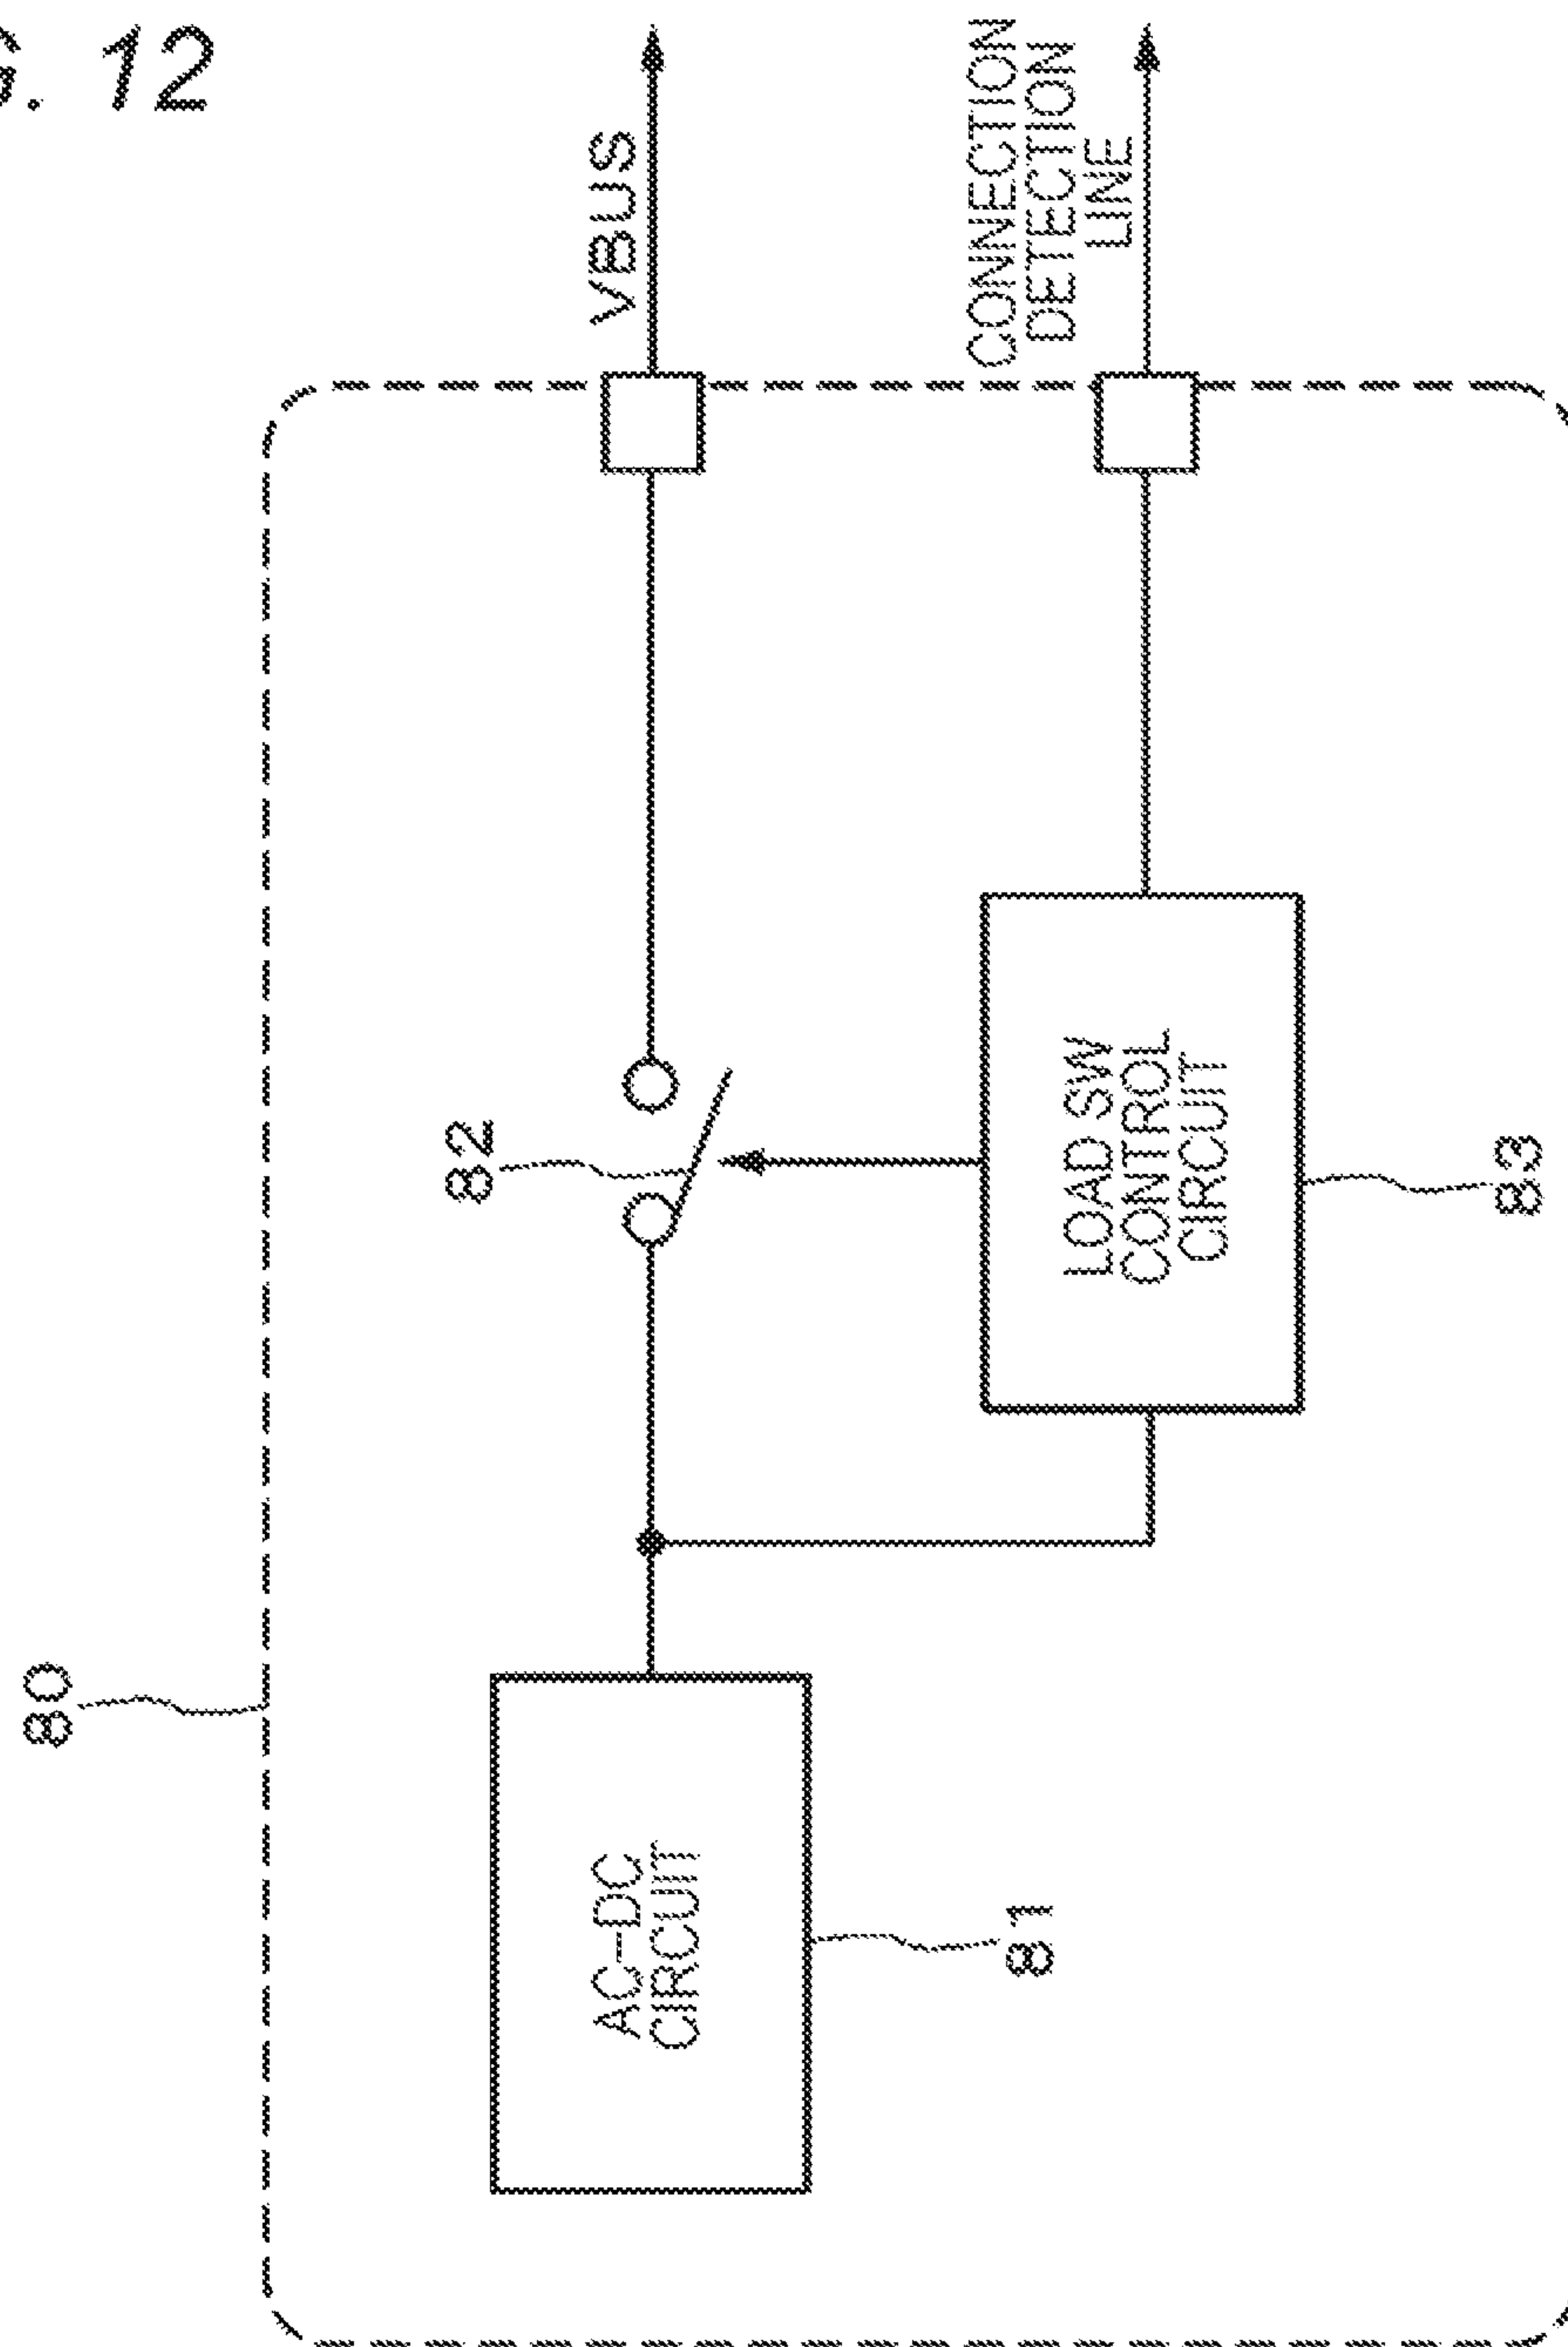 G. 12
80
AC-DC
CIRCUIT
81
82
LOAD SW
CONTROL
CIRCUIT
83
VBUS
CONNECTION
DETECTION
LINE